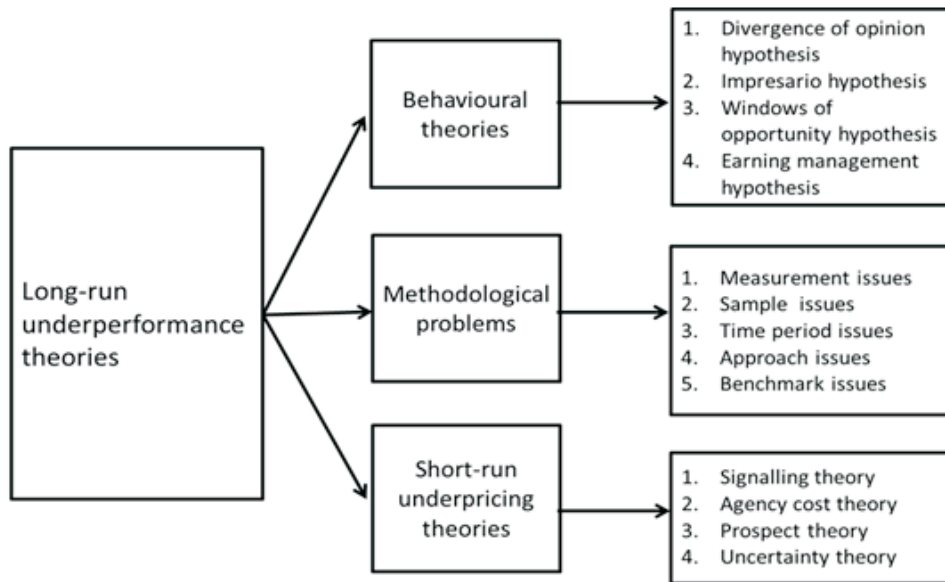 Long-run
underperformance
theories
Behavioural
theories
1. Divergence of opinion
hypothesis
2. Impresario hypothesis
3. Windows of
opportunity hypothesis
4. Earning management
hypothesis
Methodological
problems
1. Measurement issues
2. Sample issues
3. Time period issues
4. Approach issues
5. Benchmark issues
Short-run
underpricing
theories
1. Signalling theory
2. Agency cost theory
3. Prospect theory
4. Uncertainty theory